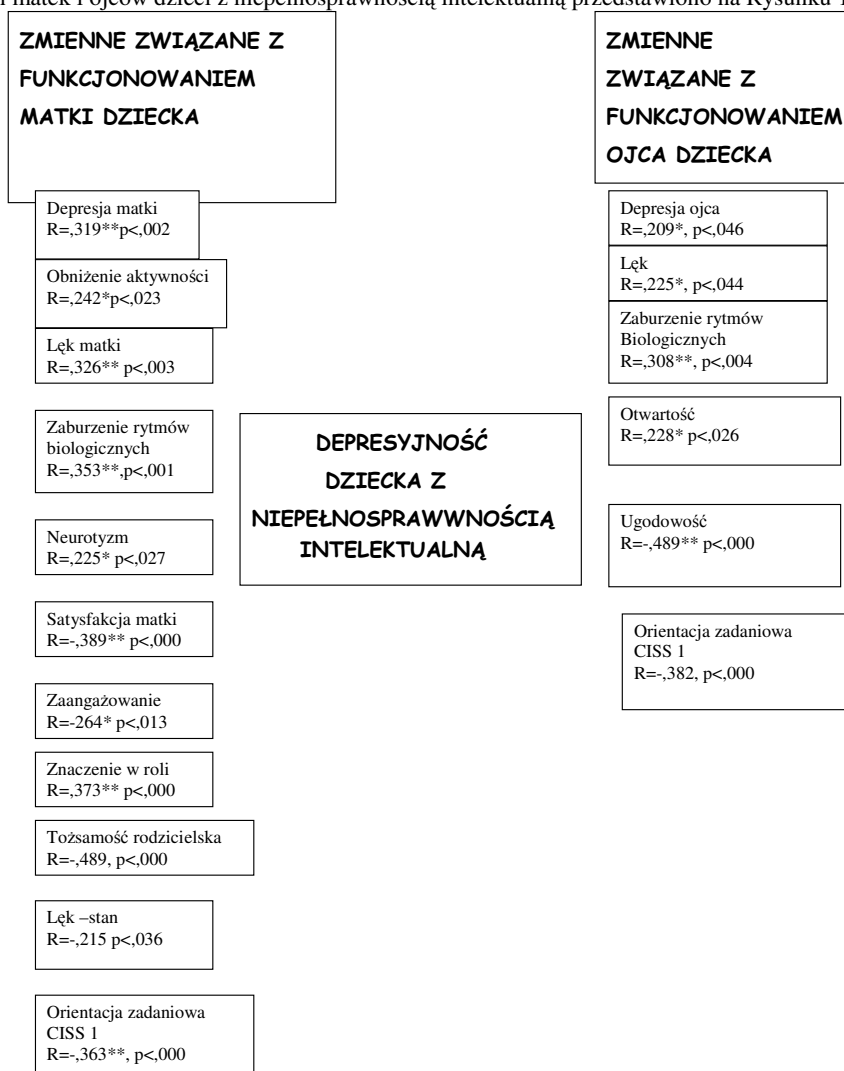 i matek i ojców dzieci z niepełnosprawnością intelektualną przedstawiono na Rysunku
ZMIENNE ZWIĄZANE Z
FUNKCJONOWANIEM
MATKI DZIECKA
Depresja matki
R=,319**p<,002
Obniżenie aktywności
R=,242*p<,023
Lęk matki
R=,326** p<,003
Zaburzenie rytmów
biologicznych
R=,353**,p<,001
Neurotyzm
R=,225* p<,027
Satysfakcja matki
R=-,389** p<,000
Zaangażowanie
R=-264* p<,013
Znaczenie w roli
R=,373** p<,000
Tożsamość rodzicielska
R=-,489, p<,000
Lęk –stan
R=-,215 p<,036
Orientacja zadaniowa
CISS 1
R=-,363**, p<,000
DEPRESYJNOŚĆ
DZIECKA Z
NIEPEŁNOSPRAWWNOŚCIĄ
INTELEKTUALNĄ
ZMIENNE
ZWIĄZANE Z
FUNKCJONOWANIEM
OJCA DZIECKA
Depresja ojca
R=,209*, p<,046
Lęk
R=,225*, p<,044
Zaburzenie rytmów
Biologicznych
R=,308**, p<,004
Otwartość
R=,228* p<,026
Ugodowość
R=-,489** p<,000
Orientacja zadaniowa
CISS 1
R=-,382, p<,000